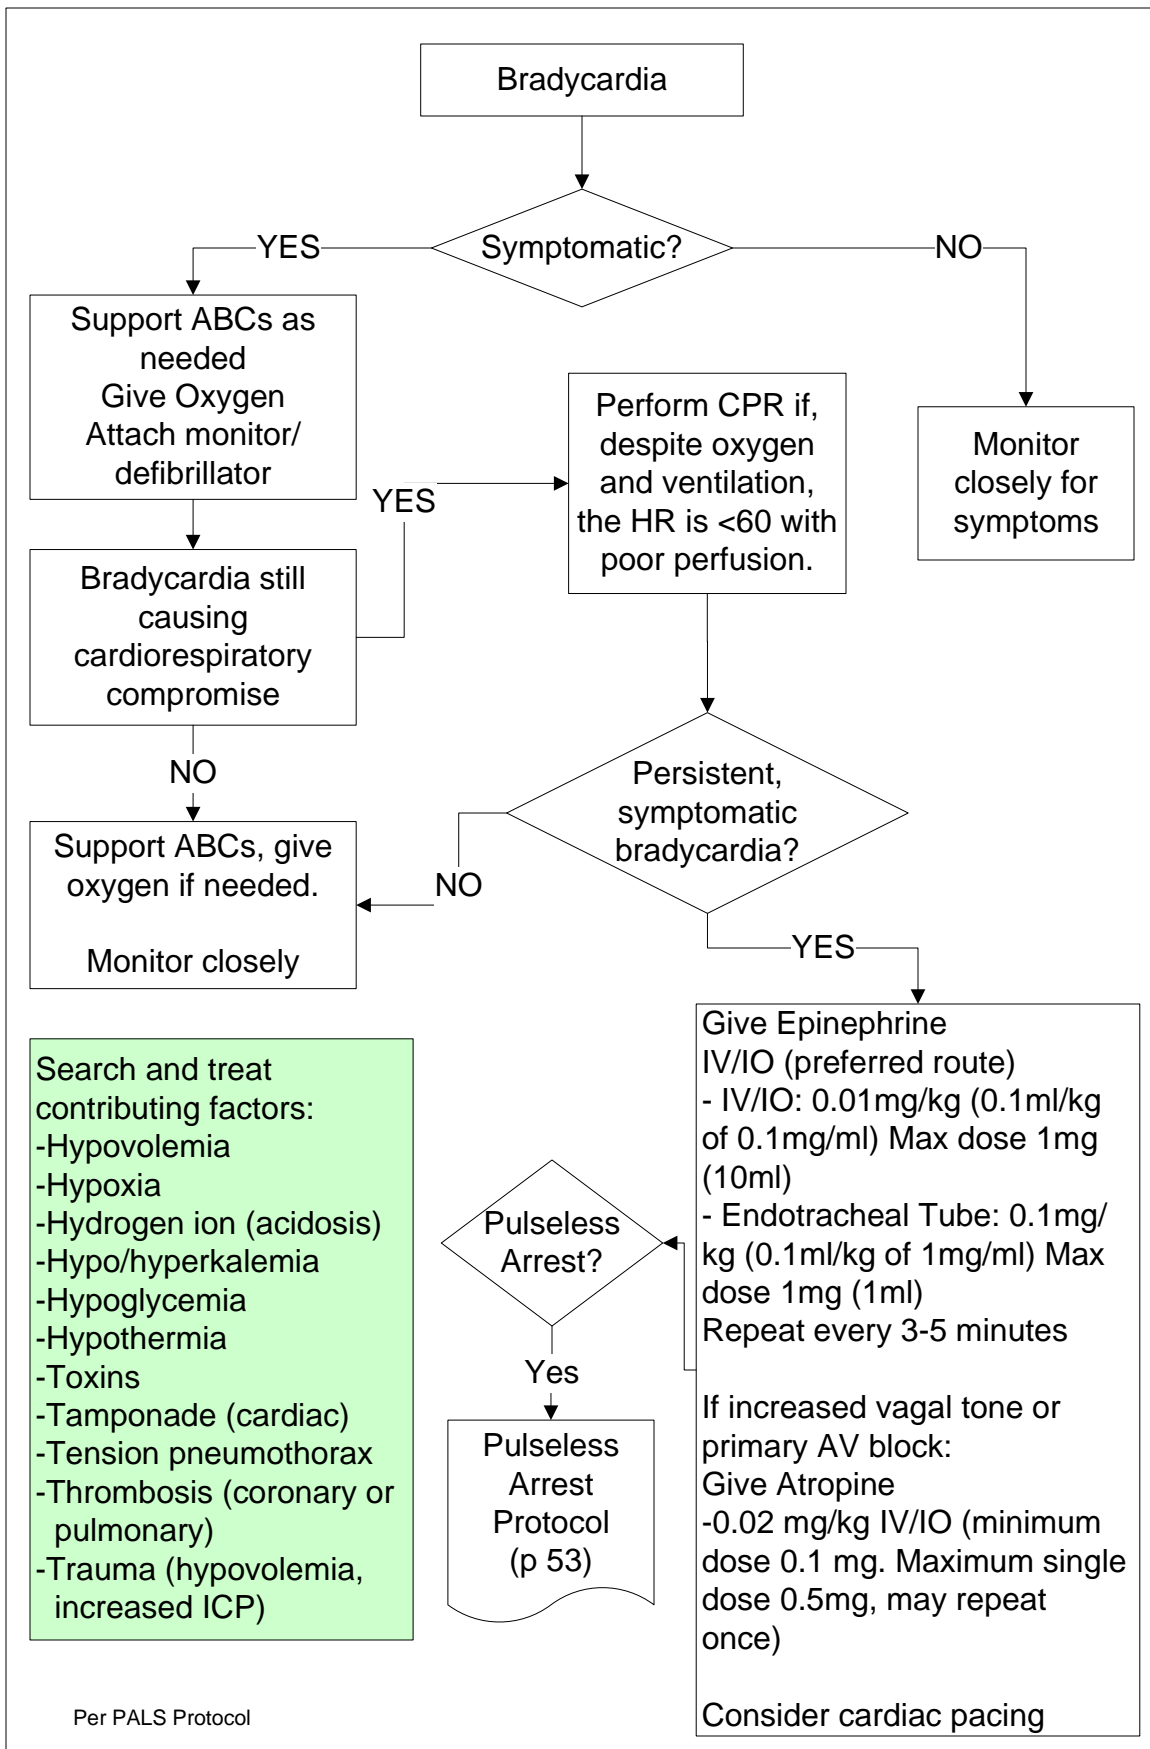 Bradycardia
Symptomatic?
YES
NO
Support ABCs as
needed
Give Oxygen
Attach monitor/
defibrillator
Perform CPR if,
despite oxygen
and ventilation,
the HR is <60 with
poor perfusion.
Monitor
closely for
symptoms
YES
Bradycardia still
causing
cardiorespiratory
compromise
NO
Persistent,
symptomatic
bradycardia?
Support ABCs, give
oxygen if needed.
Monitor closely
NO
YES
Give Epinephrine
IV/IO (preferred route)
- IV/IO: 0.01mg/kg (0.1ml/kg
of 0.1mg/ml) Max dose 1mg
(10ml)
- Endotracheal Tube: 0.1mg/
kg (0.1ml/kg of 1mg/ml) Max
dose 1mg (1ml)
Repeat every 3-5 minutes
If increased vagal tone or
primary AV block:
Give Atropine
-0.02 mg/kg IV/IO (minimum
dose 0.1 mg. Maximum single
dose 0.5mg, may repeat
once)
Consider cardiac pacing
Pulseless
Arrest?
Yes
Pulseless
Arrest
Protocol
(p 53)
Search and treat
contributing factors:
-Hypovolemia
-Hypoxia
-Hydrogen ion (acidosis)
-Hypo/hyperkalemia
-Hypoglycemia
-Hypothermia
-Toxins
-Tamponade (cardiac)
-Tension pneumothorax
-Thrombosis (coronary or
pulmonary)
-Trauma (hypovolemia,
increased ICP)
Per PALS Protocol